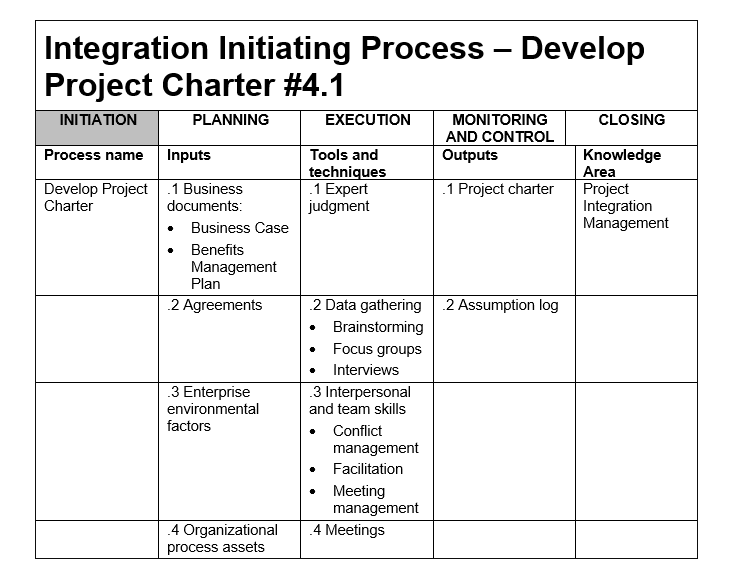 Integration Initiating Process – Develop
Project Charter #4.1
INITIATION
PLANNING
EXECUTION
MONITORING
AND CONTROL
CLOSING
Process name
Inputs
Tools and
techniques
Outputs
Knowledge
Area
Develop Project
Charter
.1 Business
documents:
• Business Case
• Benefits
Management
Plan
.1 Expert
judgment
.1 Project charter
Project
Integration
Management
.2 Agreements
.2 Data gathering
• Brainstorming
• Focus groups
• Interviews
.2 Assumption log
.3 Enterprise
environmental
factors
.3 Interpersonal
and team skills
• Conflict
management
• Facilitation
• Meeting
management
.4 Organizational
process assets
.4 Meetings